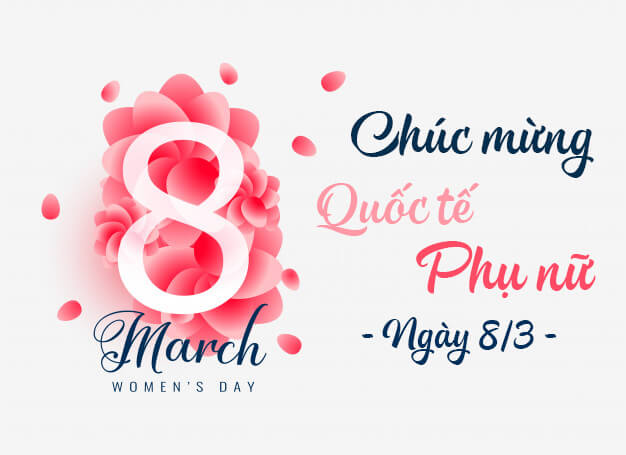 8
March
WOMEN'S DAY
Chúc mừng
Quốc tế
Phụ nữ
- Ngày 8/3 -